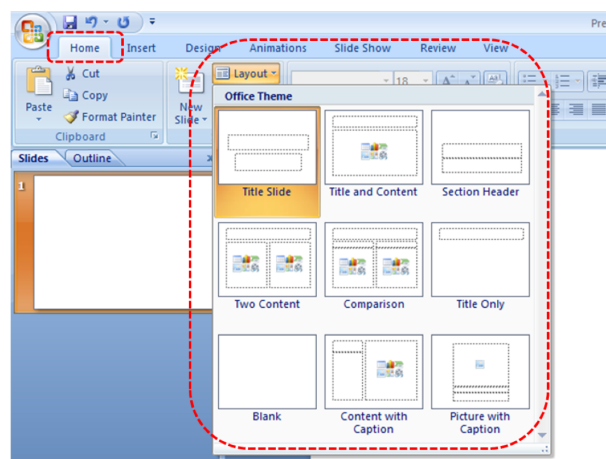 Pre
Home Insert Design Animations Slide Show Review View
Cut
Copy
Format Painter
Paste
Clipboard
New
Slide
Layout
18
Slides Outline
1
Office Theme
Title Slide Title and Content Section Header
Two Content Comparison Title Only
Blank Content with Caption Picture with Caption